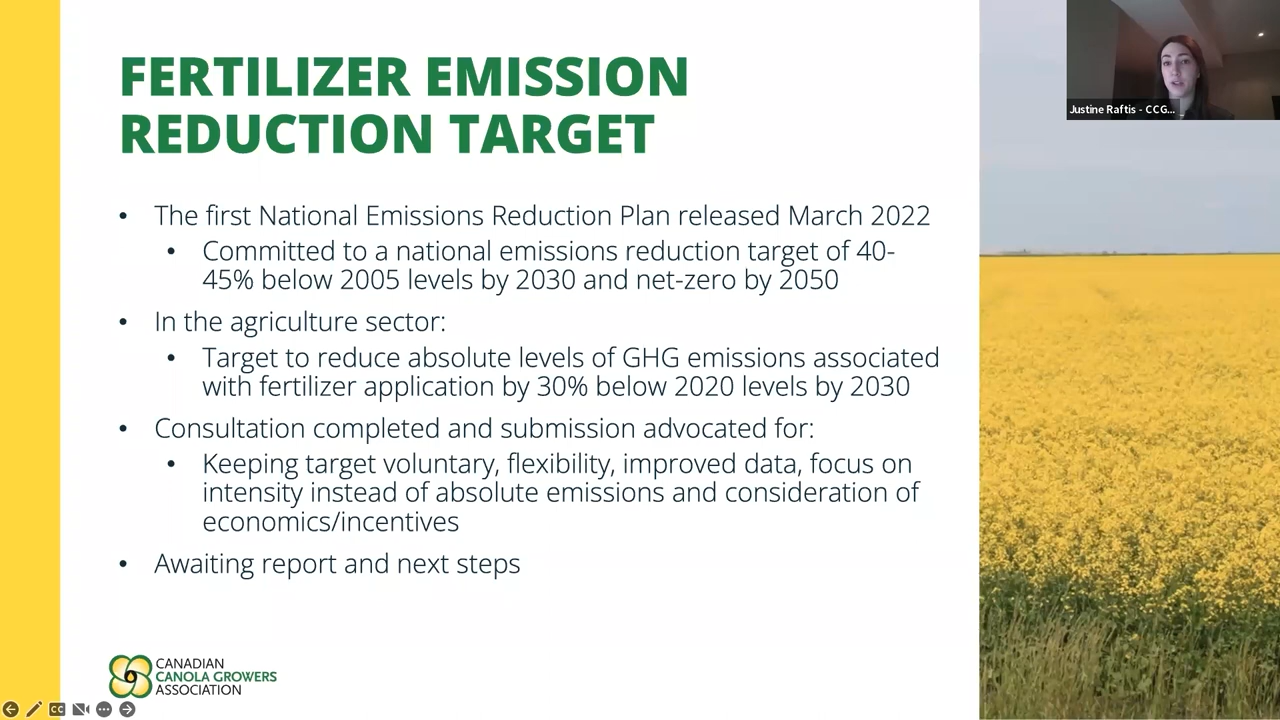 FERTILIZER EMISSION
REDUCTION TARGET
• The first National Emissions Reduction Plan released March 2022
• Committed to a national emissions reduction target of 40-
45% below 2005 levels by 2030 and net-zero by 2050
• In the agriculture sector:
• Target to reduce absolute levels of GHG emissions associated
with fertilizer application by 30% below 2020 levels by 2030
• Consultation completed and submission advocated for:
• Keeping target voluntary, flexibility, improved data, focus on
intensity instead of absolute emissions and consideration of
economics/incentives
• Awaiting report and next steps
CANADIAN
CANOLA GROWERS
ASSOCIATION
CC
Justine Raftis - CCG...